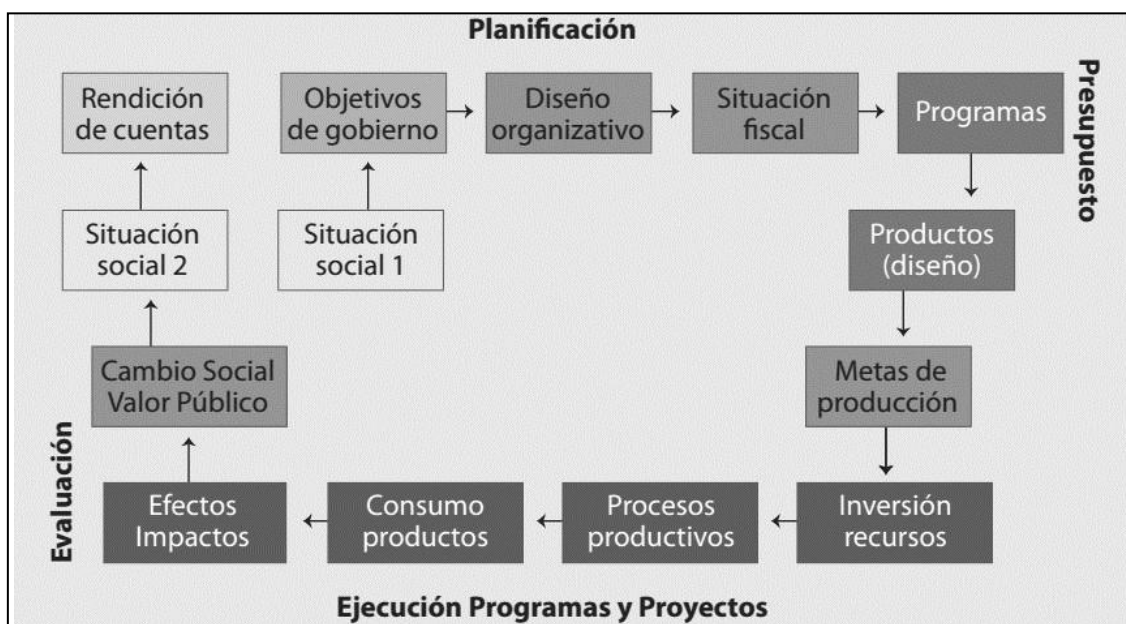 Planificación
Rendición
de cuentas
Objetivos
de gobierno
Diseño
organizativo
Situación
fiscal
Programas
Presupuesto
Situación
social 2
Situación
social 1
Productos
(diseño)
Cambio Social
Valor Público
Metas de
producción
Evaluación
Efectos
Impactos
Consumo
productos
Procesos
productivos
Inversión
recursos
Ejecución Programas y Proyectos